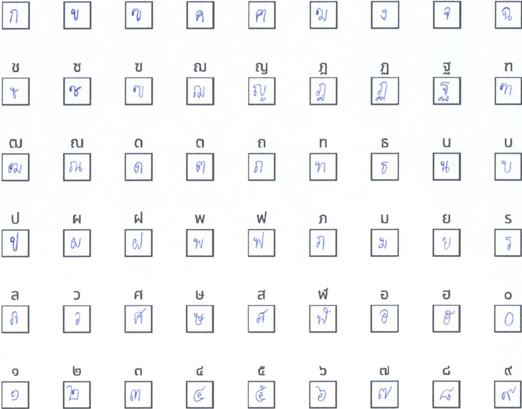 ก ข ฃ ค ฅ ฆ ง จ ฉ
ช ซ ฃ ฌ ญ ฎ ฏ ฐ ฑ
ช ซ ฃ ฌ ญ ฎ ฏ ฐ ฑ
ฒ ณ ด ต ถ ท ธ น บ
ฒ ณ ด ต ถ ท ธ น บ
ป ผ ฝ พ ฟ ภ ม ย ร
ป ผ ฝ พ ฟ ภ ม ย ร
ล ว ศ ษ ส ฬ อ ฮ ๐
ล ว ศ ษ ส ฬ อ ฮ ๐
๑ ๒ ๓ ๔ ๕ ๖ ๗ ๘ ๙
๑ ๒ ๓ ๔ ๕ ๖ ๗ ๘ ๙